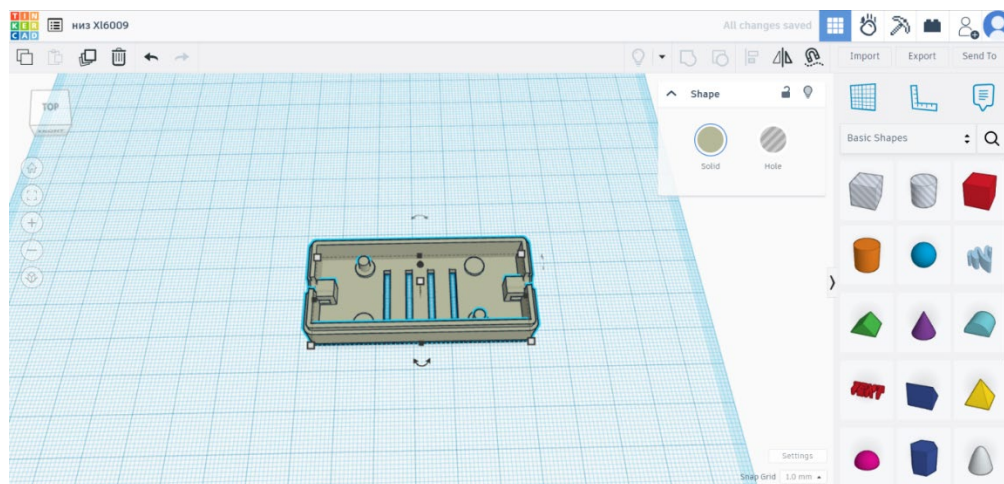 TIN
KER
CAD
низ Xl6009
All changes saved
Import
Export
Send To
TOP
Shape
Solid
Hole
Basic Shapes
Settings
Snap Grid 1.0 mm